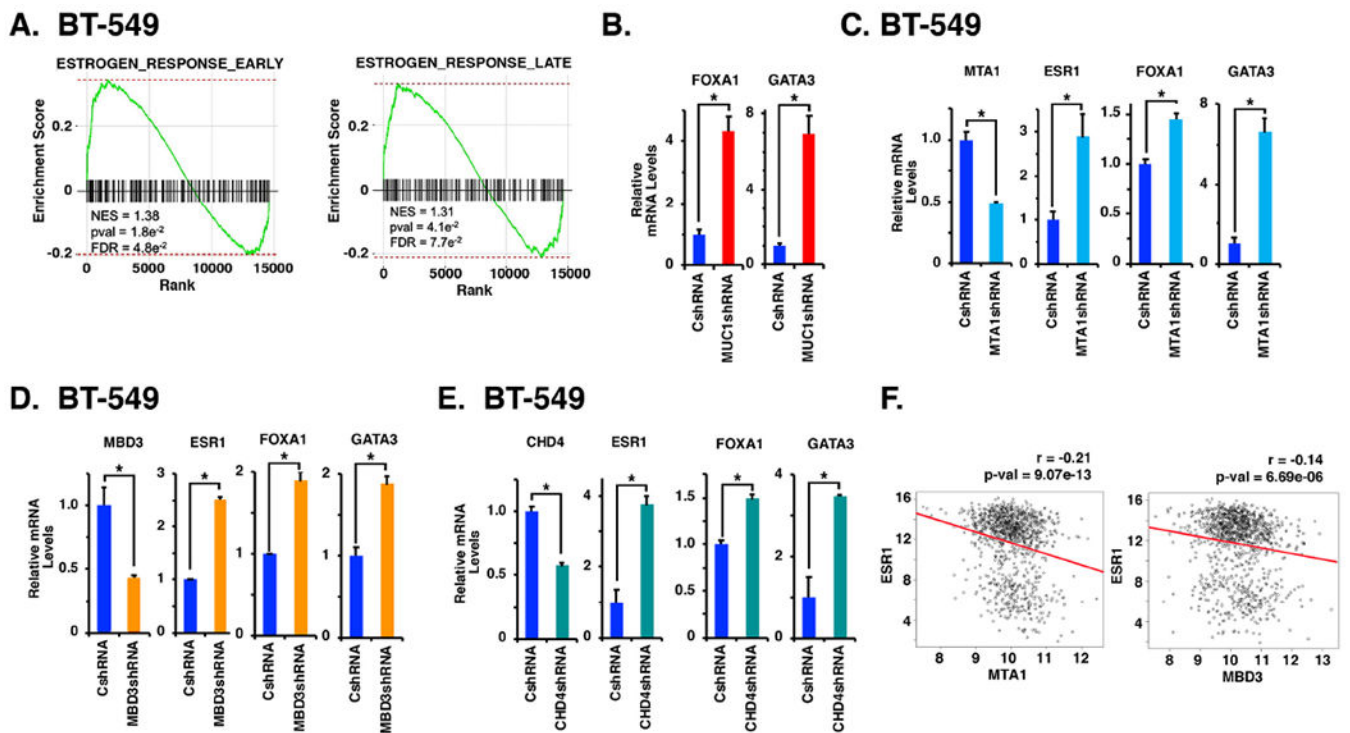 A. BT-549
ESTROGEN_RESPONSE_EARLY
Enrichment Score
0.2
0
-0.2
NES = 1.38
pval = 1.8e-2
FDR = 4.8e-2
0 5000 10000 15000
Rank
ESTROGEN_RESPONSE_LATE
Enrichment Score
0.2
0
-0.2
NES = 1.31
pval = 4.1e-2
FDR = 7.7e-2
0 5000 10000 15000
Rank
B.
Relative
mRNA Levels
FOXA1
*
4
2
0
CshRNA
MUC1shRNA
GATA3
*
8
4
0
CshRNA
MUC1shRNA
C. BT-549
Relative mRNA
Levels
MTA1
*
1.0
0.5
0
CshRNA
MTA1shRNA
ESR1
*
3
2
1
0
CshRNA
MTA1shRNA
FOXA1
*
1.5
1.0
0.5
0
CshRNA
MTA1shRNA
GATA3
*
8
4
0
CshRNA
MTA1shRNA
D. BT-549
Relative mRNA
Levels
MBD3
*
1.0
0.5
0
CshRNA
MBD3shRNA
ESR1
*
3
2
1
0
CshRNA
MBD3shRNA
FOXA1
*
2
1
0
CshRNA
MBD3shRNA
GATA3
*
2
1
0
CshRNA
MBD3shRNA
E. BT-549
Relative mRNA
Levels
CHD4
*
1.0
0.5
0
CshRNA
CHD4shRNA
ESR1
*
4
2
0
CshRNA
CHD4shRNA
FOXA1
*
1.5
1.0
0.5
0
CshRNA
CHD4shRNA
GATA3
*
4
2
0
CshRNA
CHD4shRNA
F.
r = -0.21
p-val = 9.07e-13
ESR1
16
12
8
4
8 9 10 11 12
MTA1
r = -0.14
p-val = 6.69e-06
ESR1
16
12
8
4
8 9 10 11 12 13
MBD3